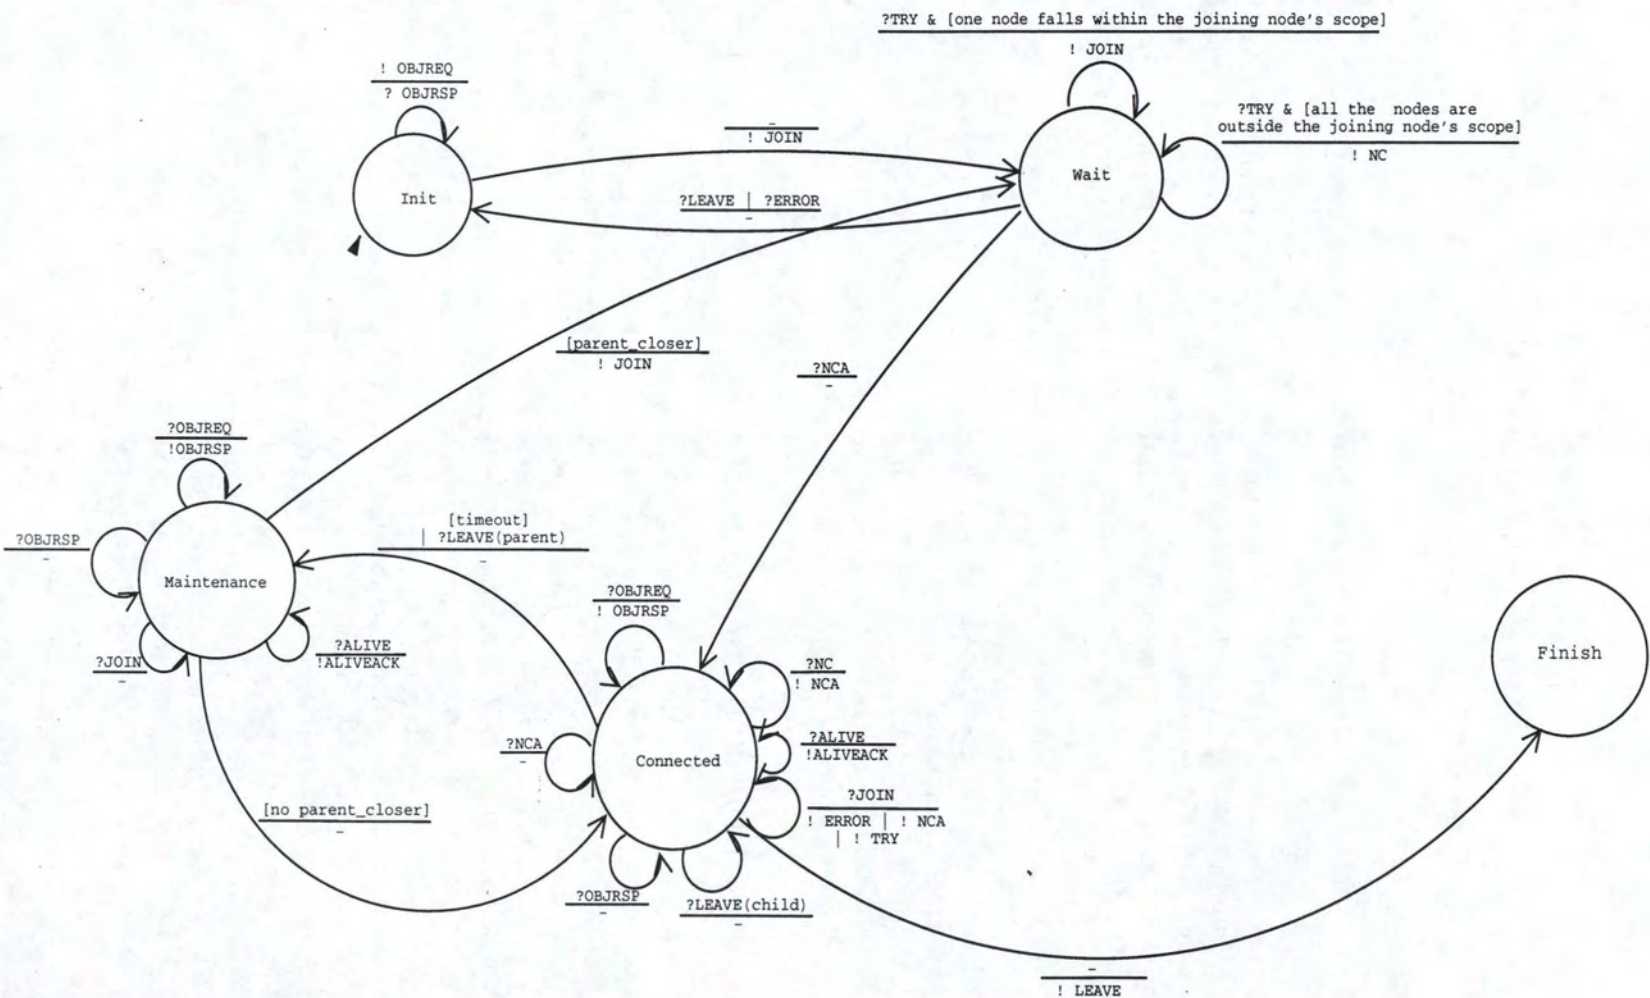 ?TRY & [one node falls within the joining node's scope]
! JOIN
! OBJREQ
? OBJRSP
?TRY & [all the nodes are
outside the joining node's scope]
! NC
-
! JOIN
Init
Wait
?LEAVE | ?ERROR
-
[parent_closer]
! JOIN
?NCA
-
?OBJREQ
!OBJRSP
[timeout]
| ?LEAVE(parent)
-
?OBJRSP
-
Maintenance
?OBJREQ
! OBJRSP
?JOIN
-
?ALIVE
!ALIVEACK
?NC
! NCA
Finish
?NCA
-
Connected
?ALIVE
!ALIVEACK
?JOIN
! ERROR | ! NCA
| ! TRY
[no parent_closer]
-
?OBJRSP
-
?LEAVE(child)
-
-
! LEAVE